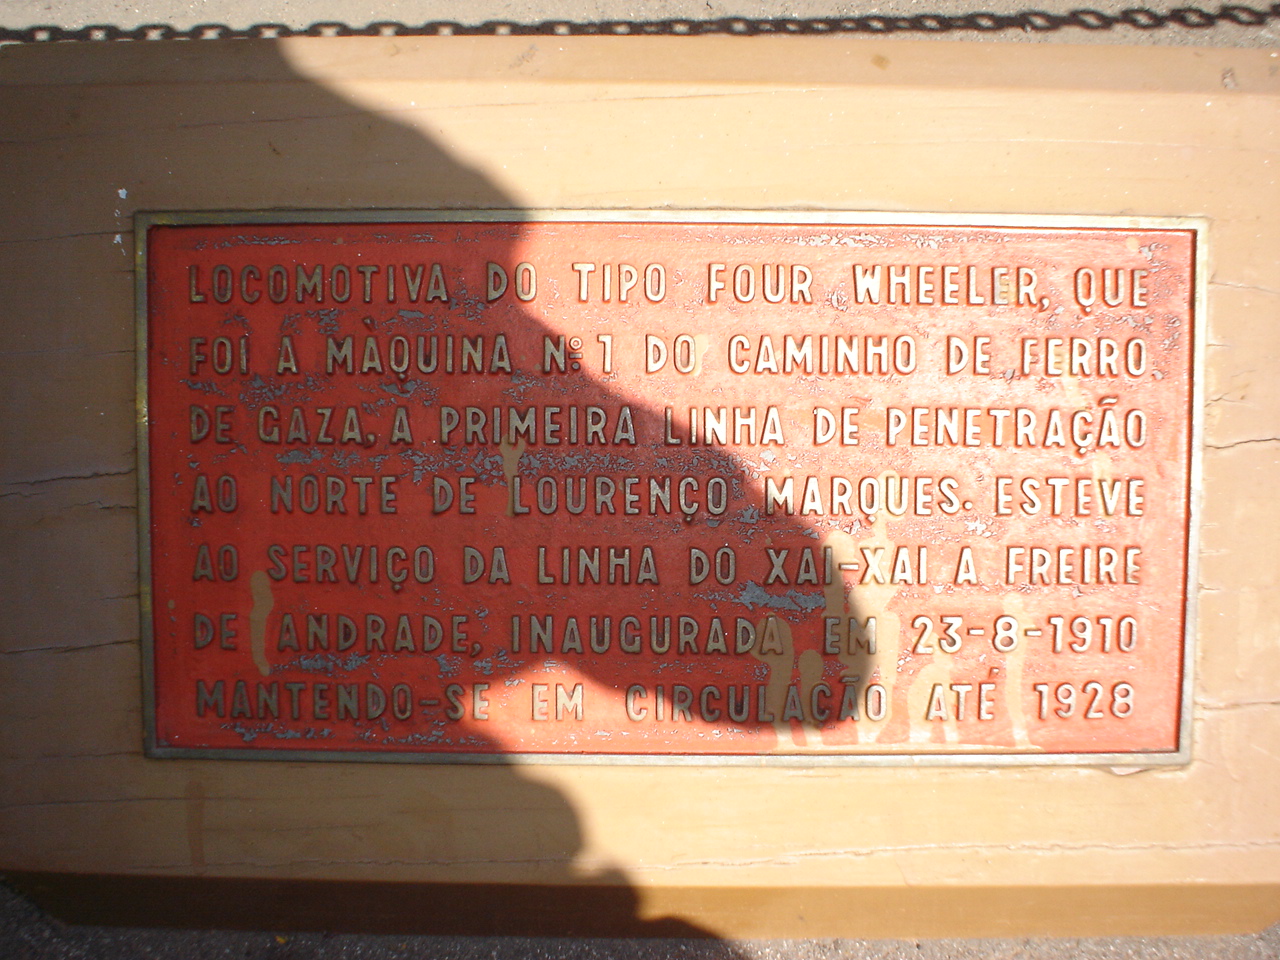 LOCOMOTIVA DO TIPO FOUR WHEELER, QUE
FOI A MÀQUINA Nº 1 DO CAMINHO DE FERRO
DE GAZA, A PRIMEIRA LINHA DE PENETRAÇÃO
AO NORTE DE LOURENÇO MARQUES. ESTEVE
AO SERVIÇO DA LINHA DO XAI-XAI A FREIRE
DE ANDRADE, INAUGURADA EM 23-8-1910
MANTENDO-SE EM CIRCULAÇÃO ATÉ 1928